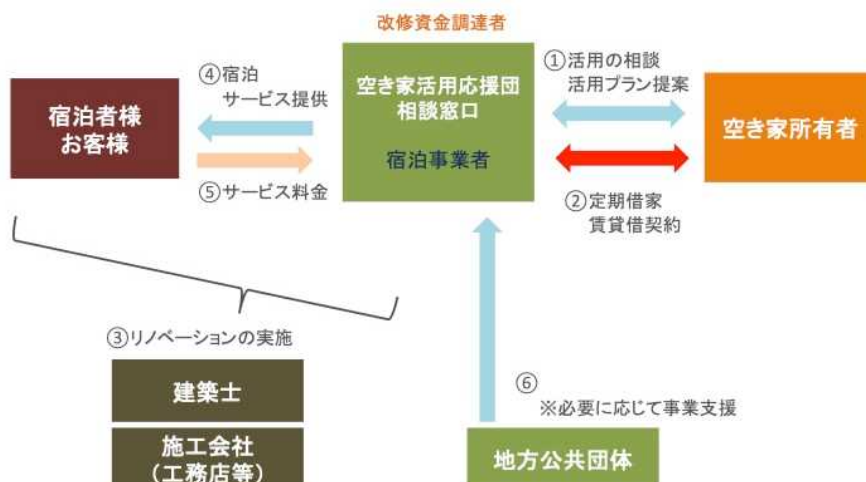 改修資金調達者
空き家活用応援団
相談窓口
宿泊事業者
④宿泊
サービス提供
①活用の相談
活用プラン提案
宿泊者様
お客様
空き家所有者
⑤サービス料金
②定期借家
賃貸借契約
③リノベーションの実施
建築士
施工会社
（工務店等）
⑥
※必要に応じて事業支援
地方公共団体